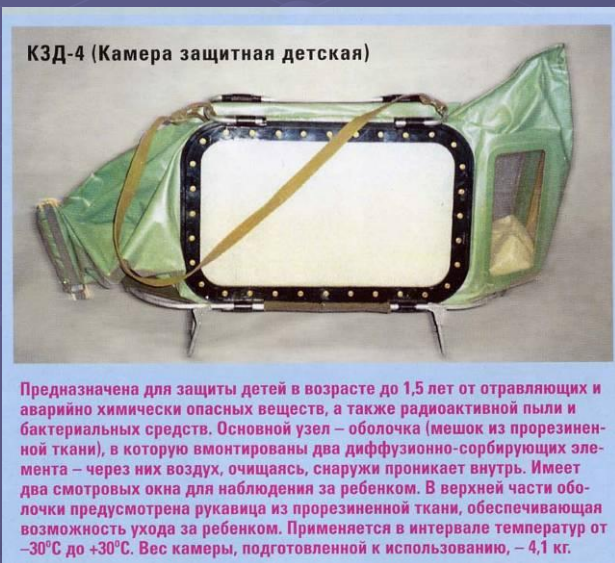 КЗД-4 (Камера защитная детская)
Предназначена для защиты детей в возрасте до 1,5 лет от отравляющих и
аварийно химически опасных веществ, а также радиоактивной пыли и
бактериальных средств. Основной узел – оболочка (мешок из прорезинен-
ной ткани), в которую вмонтированы два диффузионно-сорбирующих эле-
мента – через них воздух, очищаясь, снаружи проникает внутрь. Имеет
два смотровых окна для наблюдения за ребенком. В верхней части обо-
лочки предусмотрена рукавица из прорезиненной ткани, обеспечивающая
возможность ухода за ребенком. Применяется в интервале температур от
–30°С до +30°С. Вес камеры, подготовленной к использованию, – 4,1 кг.